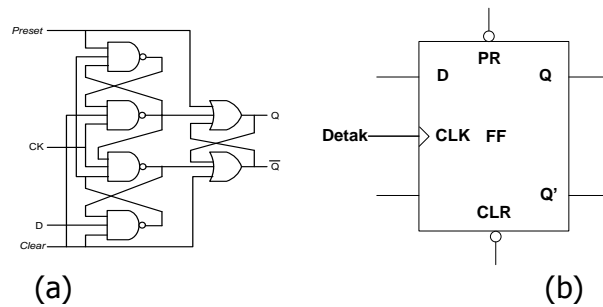 Preset
Q
CK
Q
D
Clear
(a)
PR
D
Q
Detak
CLK FF
Q'
CLR
(b)